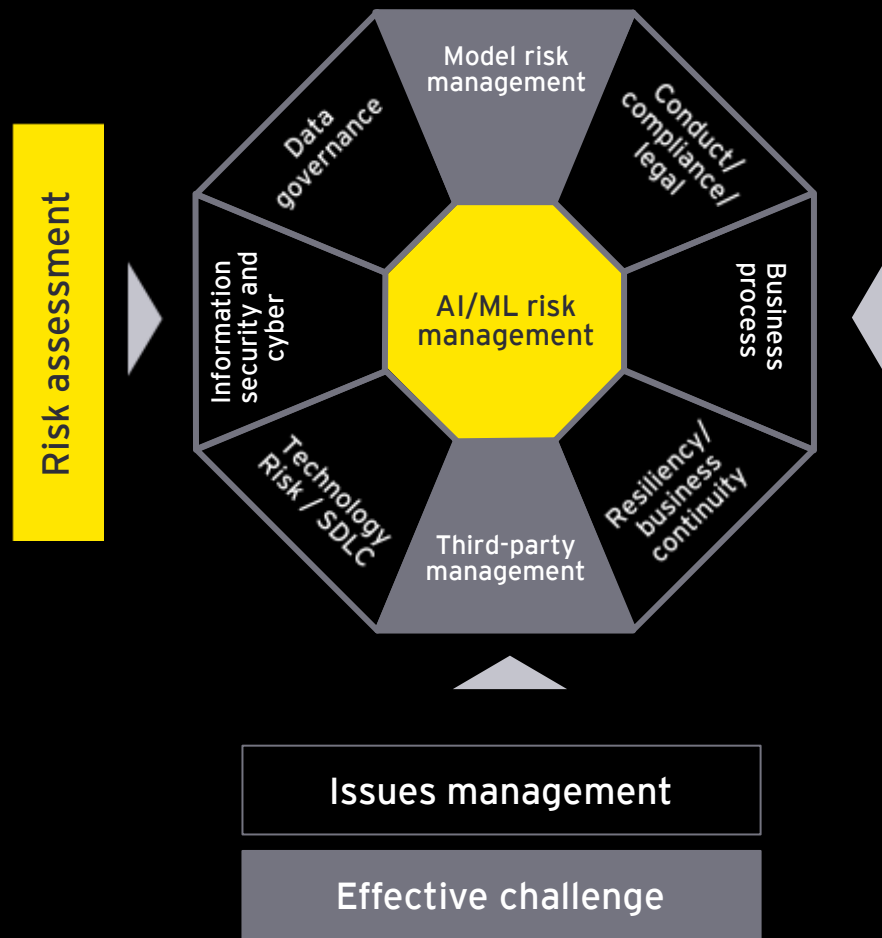 Model risk
management
Data
governance
Conduct/
compliance/
legal
Risk assessment
Information
security and
cyber
AI/ML risk
management
Business
process
Technology
Risk / SDLC
Third-party
management
Resiliency/
business
continuity
Issues management
Effective challenge